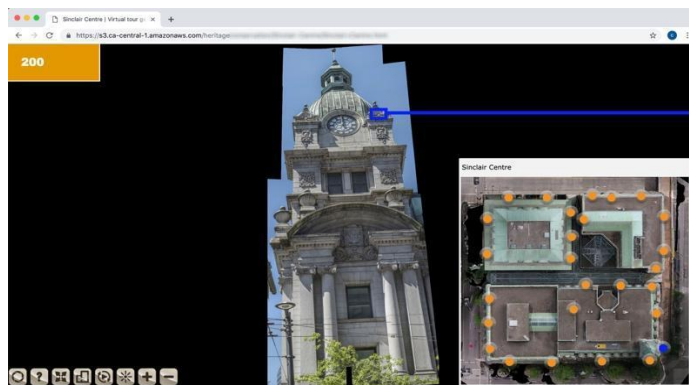 Sinclair Centre | Virtual tour
https://s3.ca-central-1.amazonaws.com/heritage
200
Sinclair Centre
?